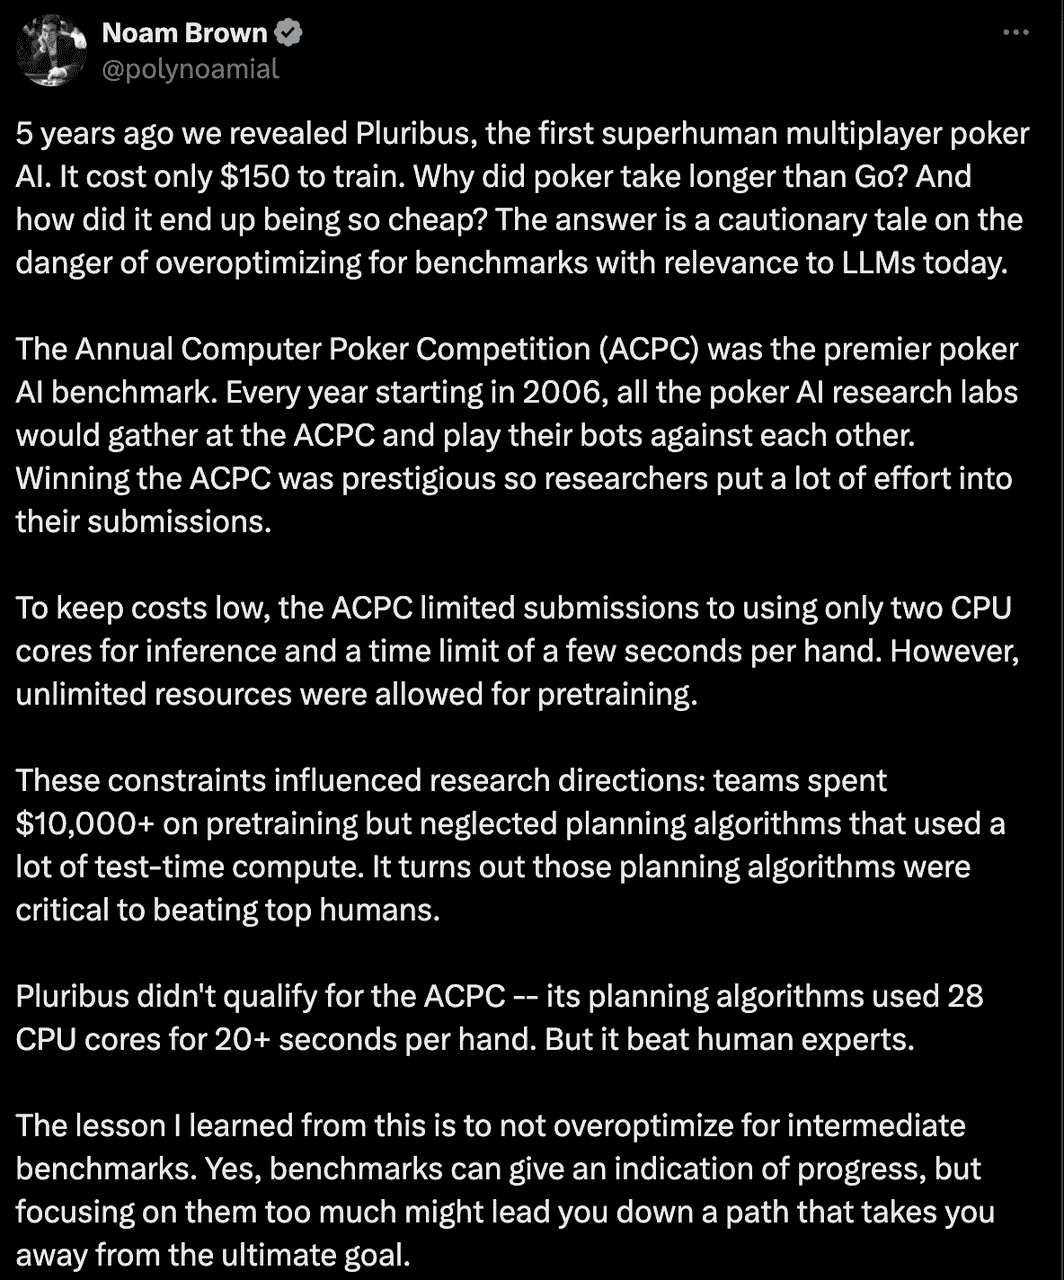 Noam Brown
@polynoamial
5 years ago we revealed Pluribus, the first superhuman multiplayer poker
AI. It cost only $150 to train. Why did poker take longer than Go? And
how did it end up being so cheap? The answer is a cautionary tale on the
danger of overoptimizing for benchmarks with relevance to LLMs today.
The Annual Computer Poker Competition (ACPC) was the premier poker
AI benchmark. Every year starting in 2006, all the poker AI research labs
would gather at the ACPC and play their bots against each other.
Winning the ACPC was prestigious so researchers put a lot of effort into
their submissions.
To keep costs low, the ACPC limited submissions to using only two CPU
cores for inference and a time limit of a few seconds per hand. However,
unlimited resources were allowed for pretraining.
These constraints influenced research directions: teams spent
$10,000+ on pretraining but neglected planning algorithms that used a
lot of test-time compute. It turns out those planning algorithms were
critical to beating top humans.
Pluribus didn't qualify for the ACPC -- its planning algorithms used 28
CPU cores for 20+ seconds per hand. But it beat human experts.
The lesson I learned from this is to not overoptimize for intermediate
benchmarks. Yes, benchmarks can give an indication of progress, but
focusing on them too much might lead you down a path that takes you
away from the ultimate goal.